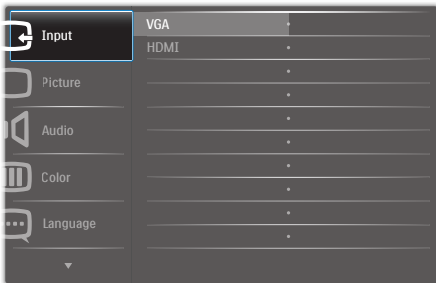 Input
VGA
HDMI
Picture
Audio
Color
Language